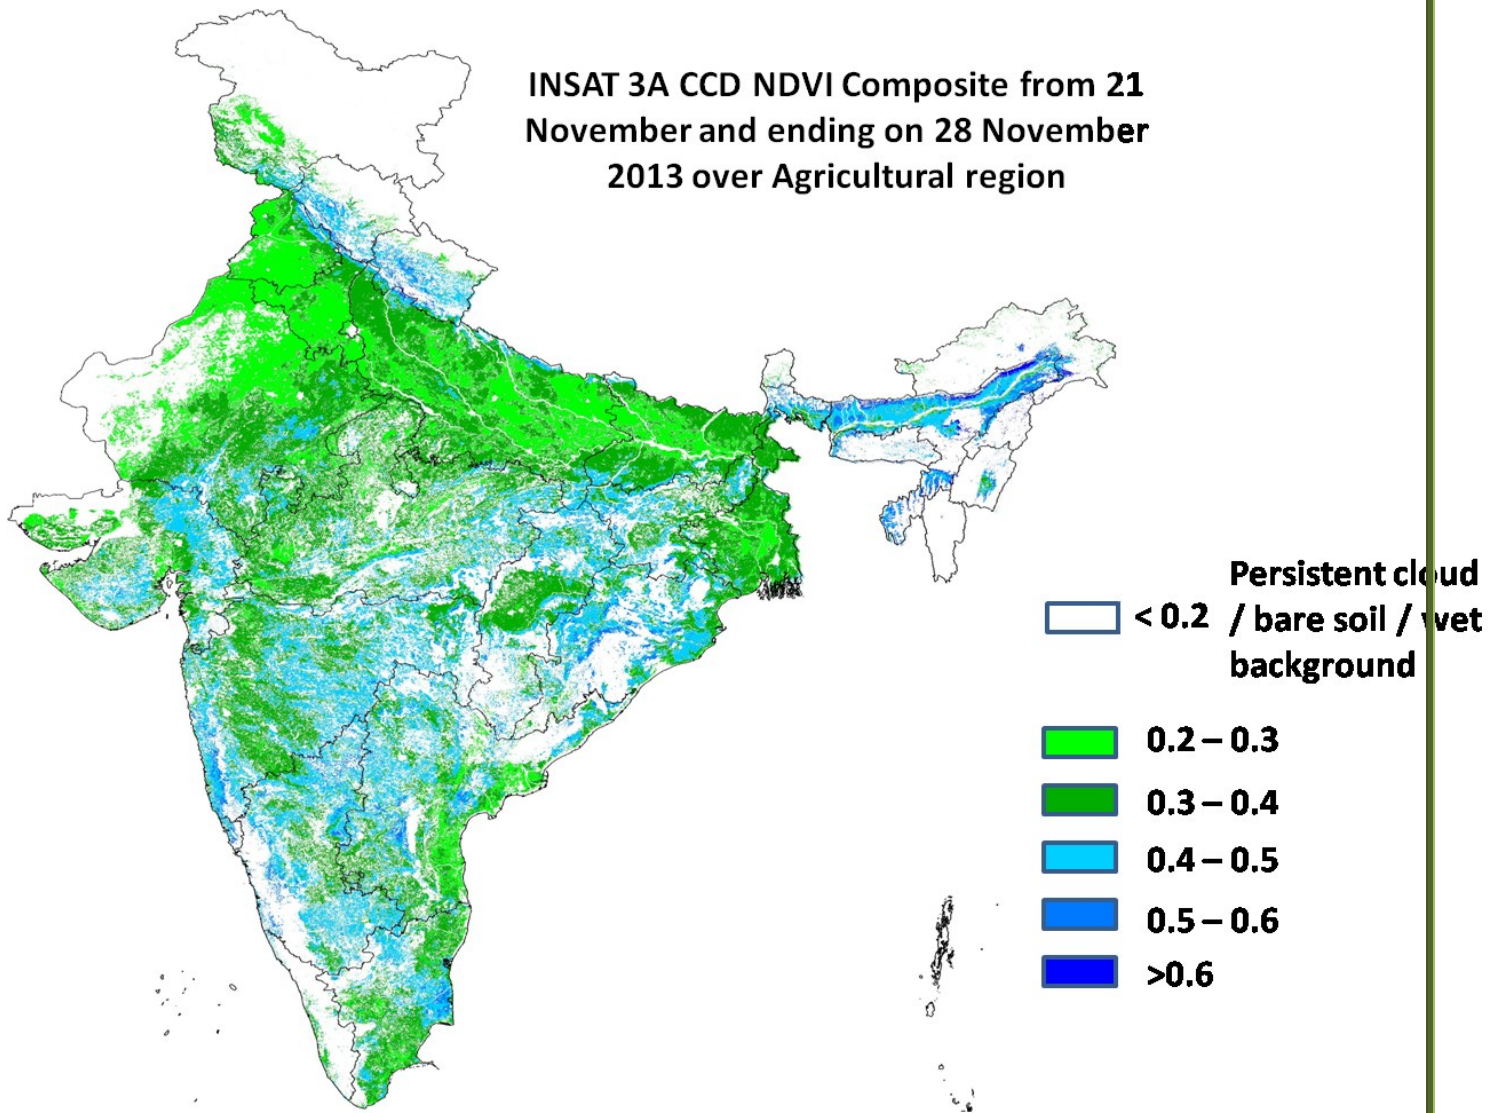 INSAT 3A CCD NDVI Composite from 21
November and ending on 28 November
2013 over Agricultural region
Persistent cloud
< 0.2 / bare soil / wet
background
0.2 – 0.3
0.3 – 0.4
0.4 – 0.5
0.5 – 0.6
>0.6